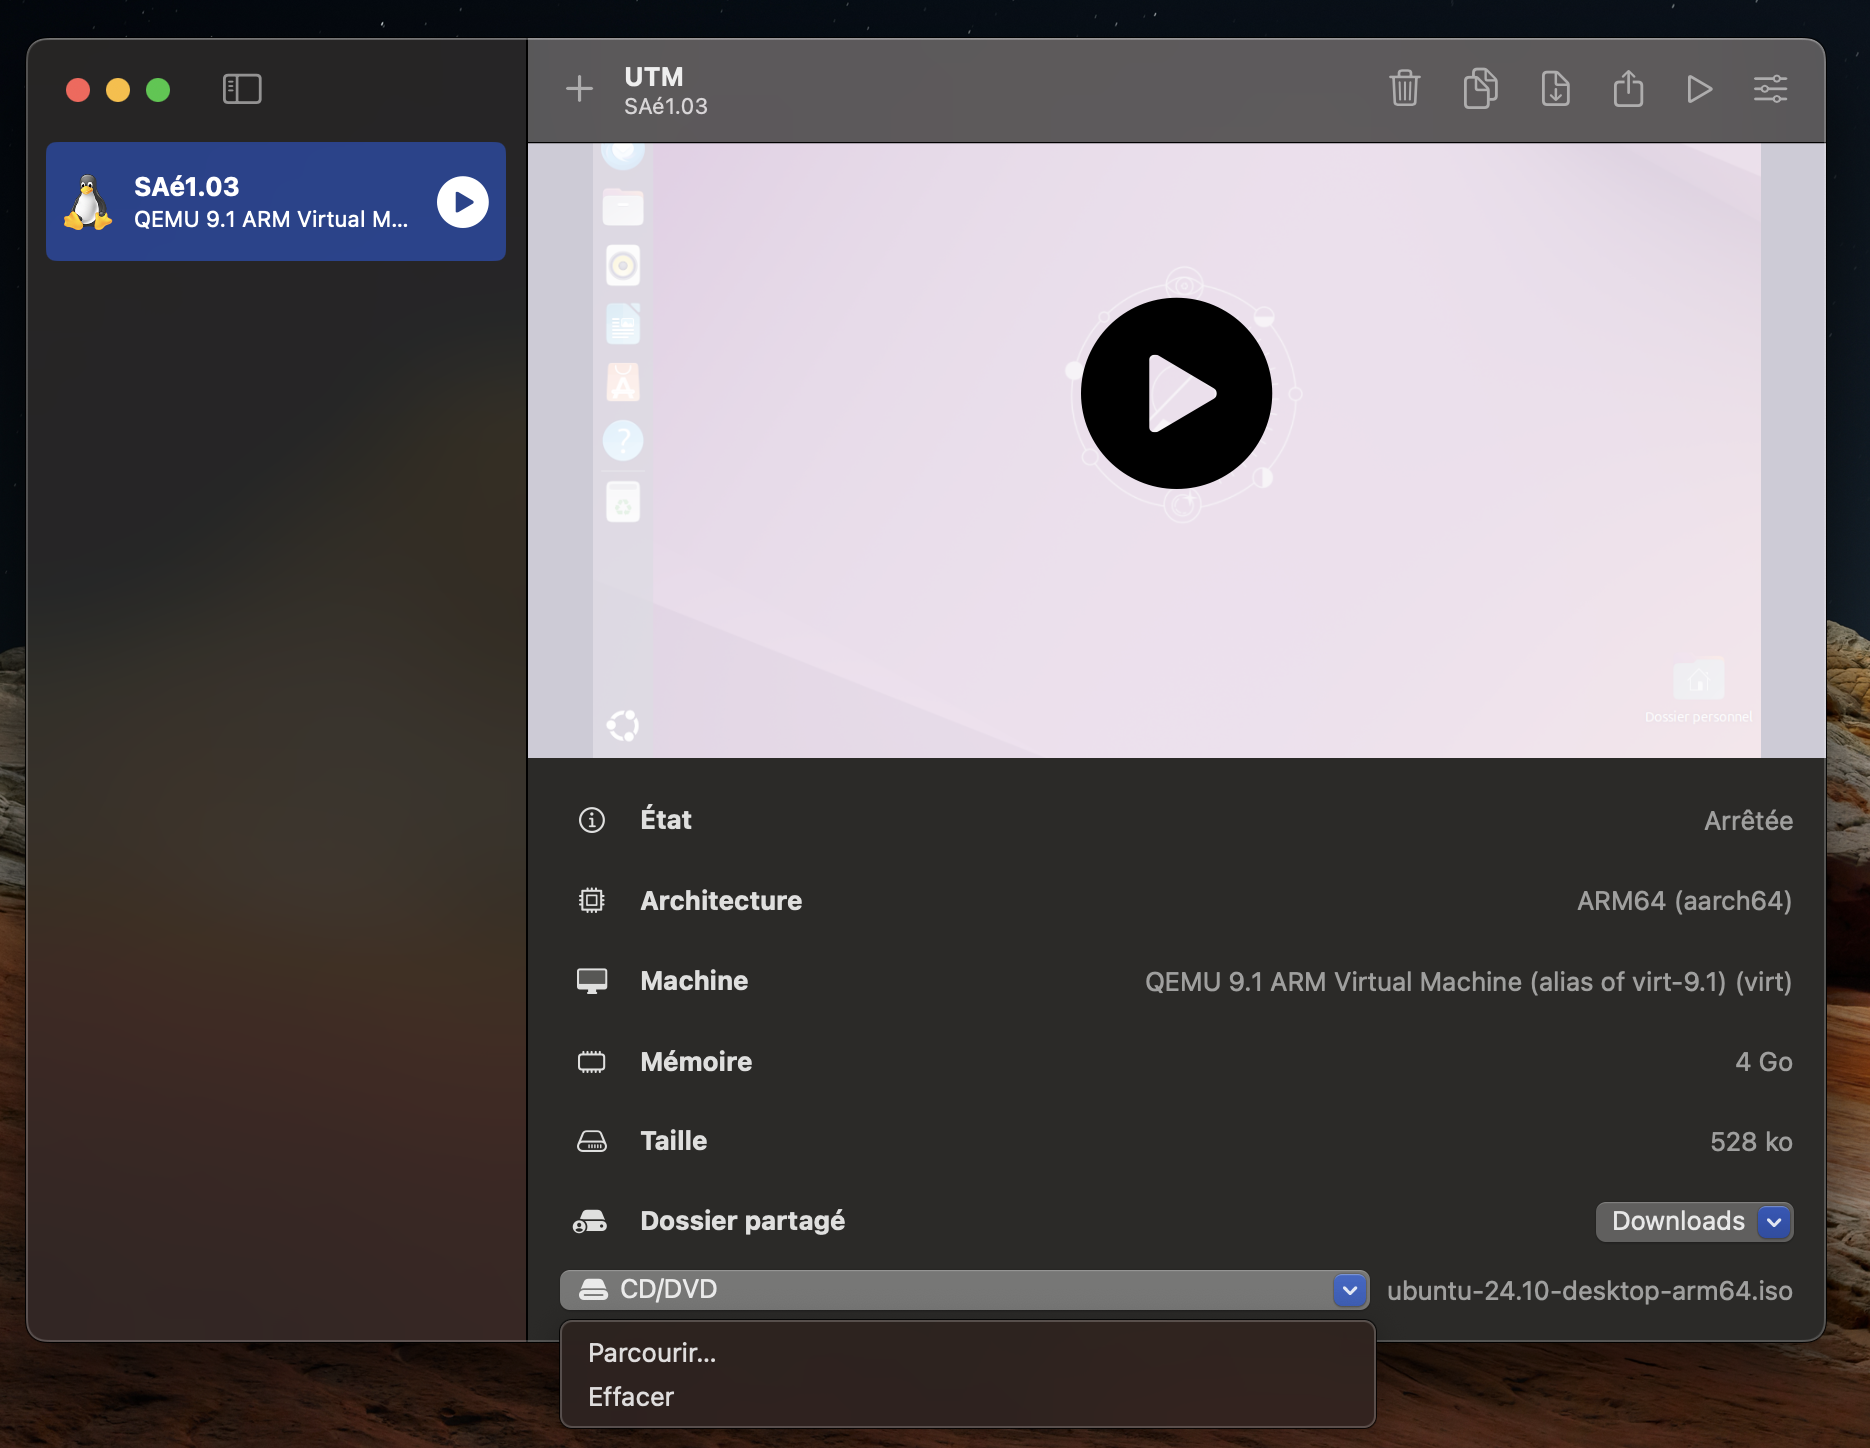 UTM
SAé1.03
SAé1.03
QEMU 9.1 ARM Virtual M...
Dossier personnel
État
Arrêtée
Architecture
ARM64 (aarch64)
Machine
QEMU 9.1 ARM Virtual Machine (alias of virt-9.1) (virt)
Mémoire
4 Go
Taille
528 ko
Dossier partagé
Downloads
CD/DVD
ubuntu-24.10-desktop-arm64.iso
Parcourir...
Effacer